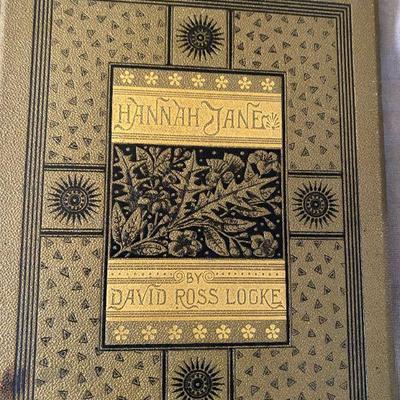 HANNAH JANE
BY
DAVID ROSS LOCKE